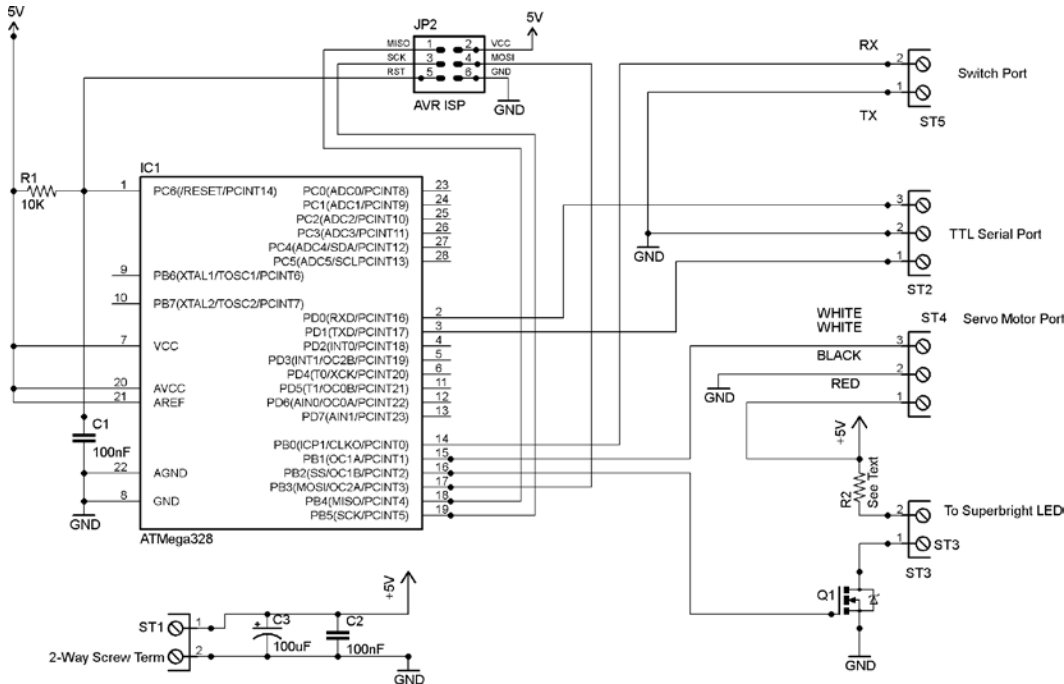 5V
JP2
5V
MISO 1 2 VCC
SCK 3 4 MOSI
RST 5 6 GND
AVR ISP
GND
RX
2
Switch Port
1
TX
ST5
R1
10K
IC1
1 PC6(/RESET/PCINT14)
9 PB6(XTAL1/TOSC1/PCINT6)
10 PB7(XTAL2/TOSC2/PCINT7)
7 VCC
20 AVCC
21 AREF
22 AGND
8 GND
PC0(ADC0/PCINT8) 23
PC1(ADC1/PCINT9) 24
PC2(ADC2/PCINT10) 25
PC3(ADC3/PCINT11) 26
PC4(ADC4/SDA/PCINT12) 27
PC5(ADC5/SCLPCINT13) 28
PD0(RXD/PCINT16) 2
PD1(TXD/PCINT17) 3
PD2(INT0/PCINT18) 4
PD3(INT1/OC2B/PCINT19) 5
PD4(T0/XCK/PCINT20) 6
PD5(T1/OC0B/PCINT21) 11
PD6(AIN0/OC0A/PCINT22) 12
PD7(AIN1/PCINT23) 13
PB0(ICP1/CLKO/PCINT0) 14
PB1(OC1A/PCINT1) 15
PB2(SS/OC1B/PCINT2) 16
PB3(MOSI/OC2A/PCINT3) 17
PB4(MISO/PCINT4) 18
PB5(SCK/PCINT5) 19
ATMega328
C1
100nF
GND
3
2
TTL Serial Port
GND
1
ST2
WHITE
WHITE
ST4
Servo Motor Port
3
BLACK
2
GND
RED
1
+5V
R2
See Text
2
To Superbright LED
1
ST3
ST3
Q1
GND
+5V
ST1
1
2
2-Way Screw Term
+
C3
100uF
C2
100nF
GND